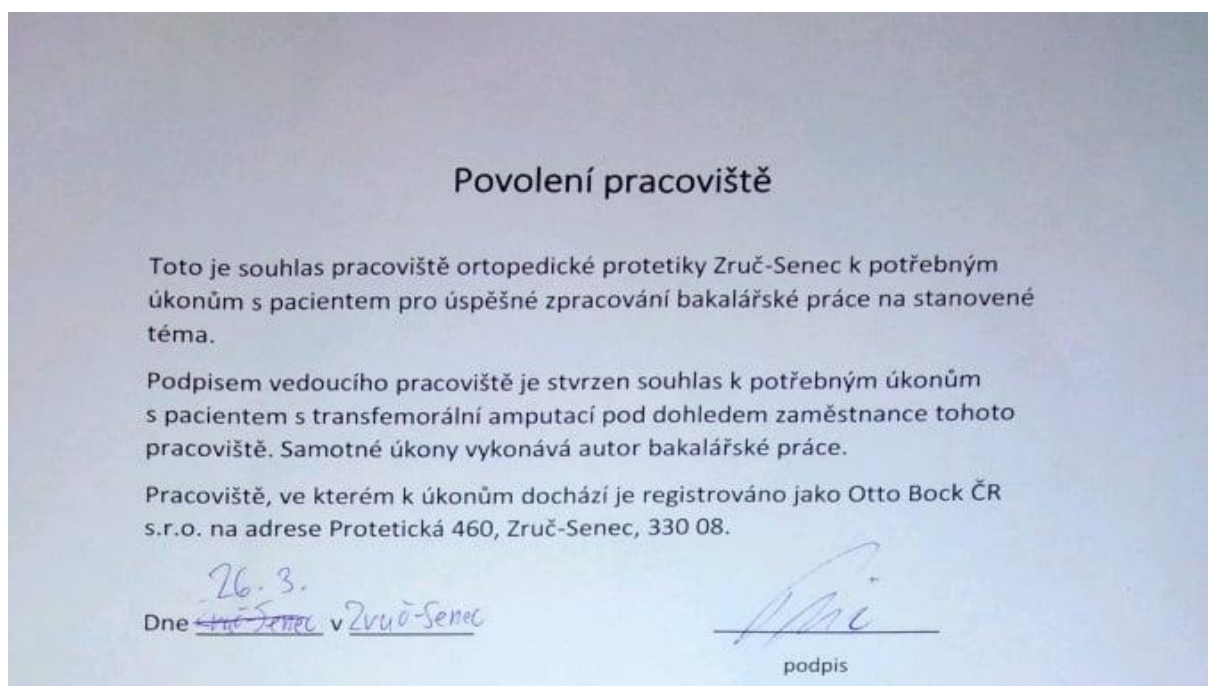 Povolení pracoviště
Toto je souhlas pracoviště ortopedické protetiky Zruč-Senec k potřebným
úkonům s pacientem pro úspěšné zpracování bakalářské práce na stanovené
téma.
Podpisem vedoucího pracoviště je stvrzen souhlas k potřebným úkonům
s pacientem s transfemorální amputací pod dohledem zaměstnance tohoto
pracoviště. Samotné úkony vykonává autor bakalářské práce.
Pracoviště, ve kterém k úkonům dochází je registrováno jako Otto Bock ČR
s.r.o. na adrese Protetická 460, Zruč-Senec, 330 08.
26. 3.
Dne Zruč-Senec v Zruč-Senec
podpis